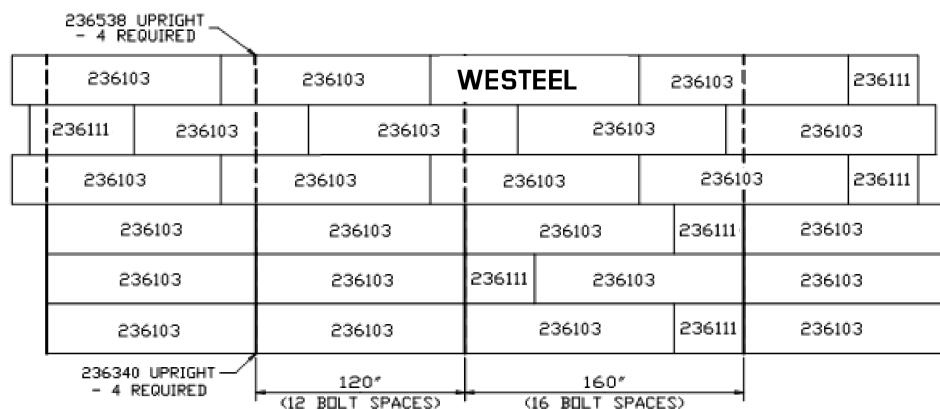 236538 UPRIGHT
- 4 REQUIRED
236103 236103 WESTEEL 236103 236111
236111 236103 236103 236103 236103
236103 236103 236103 236103 236111
236103 236103 236103 236111 236103
236103 236103 236111 236103 236103
236103 236103 236103 236111 236103
236340 UPRIGHT
- 4 REQUIRED
120" 160"
(12 BOLT SPACES) (16 BOLT SPACES)